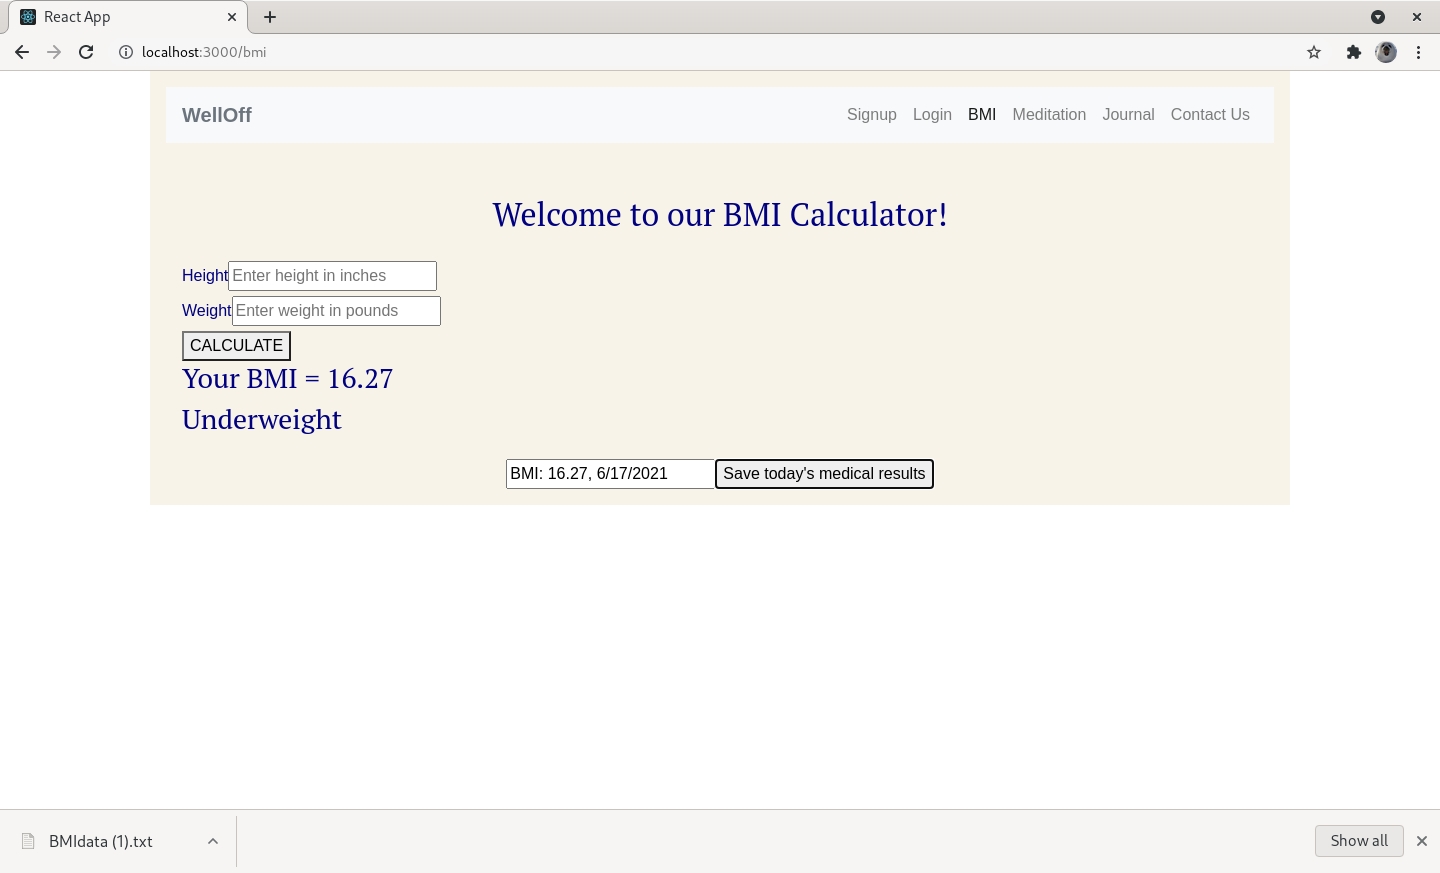 React App
localhost:3000/bmi
WellOff
Signup Login BMI Meditation Journal Contact Us
Welcome to our BMI Calculator!
Height Enter height in inches
Weight Enter weight in pounds
CALCULATE
Your BMI = 16.27
Underweight
BMI: 16.27, 6/17/2021 Save today's medical results
BMIdata (1).txt Show all